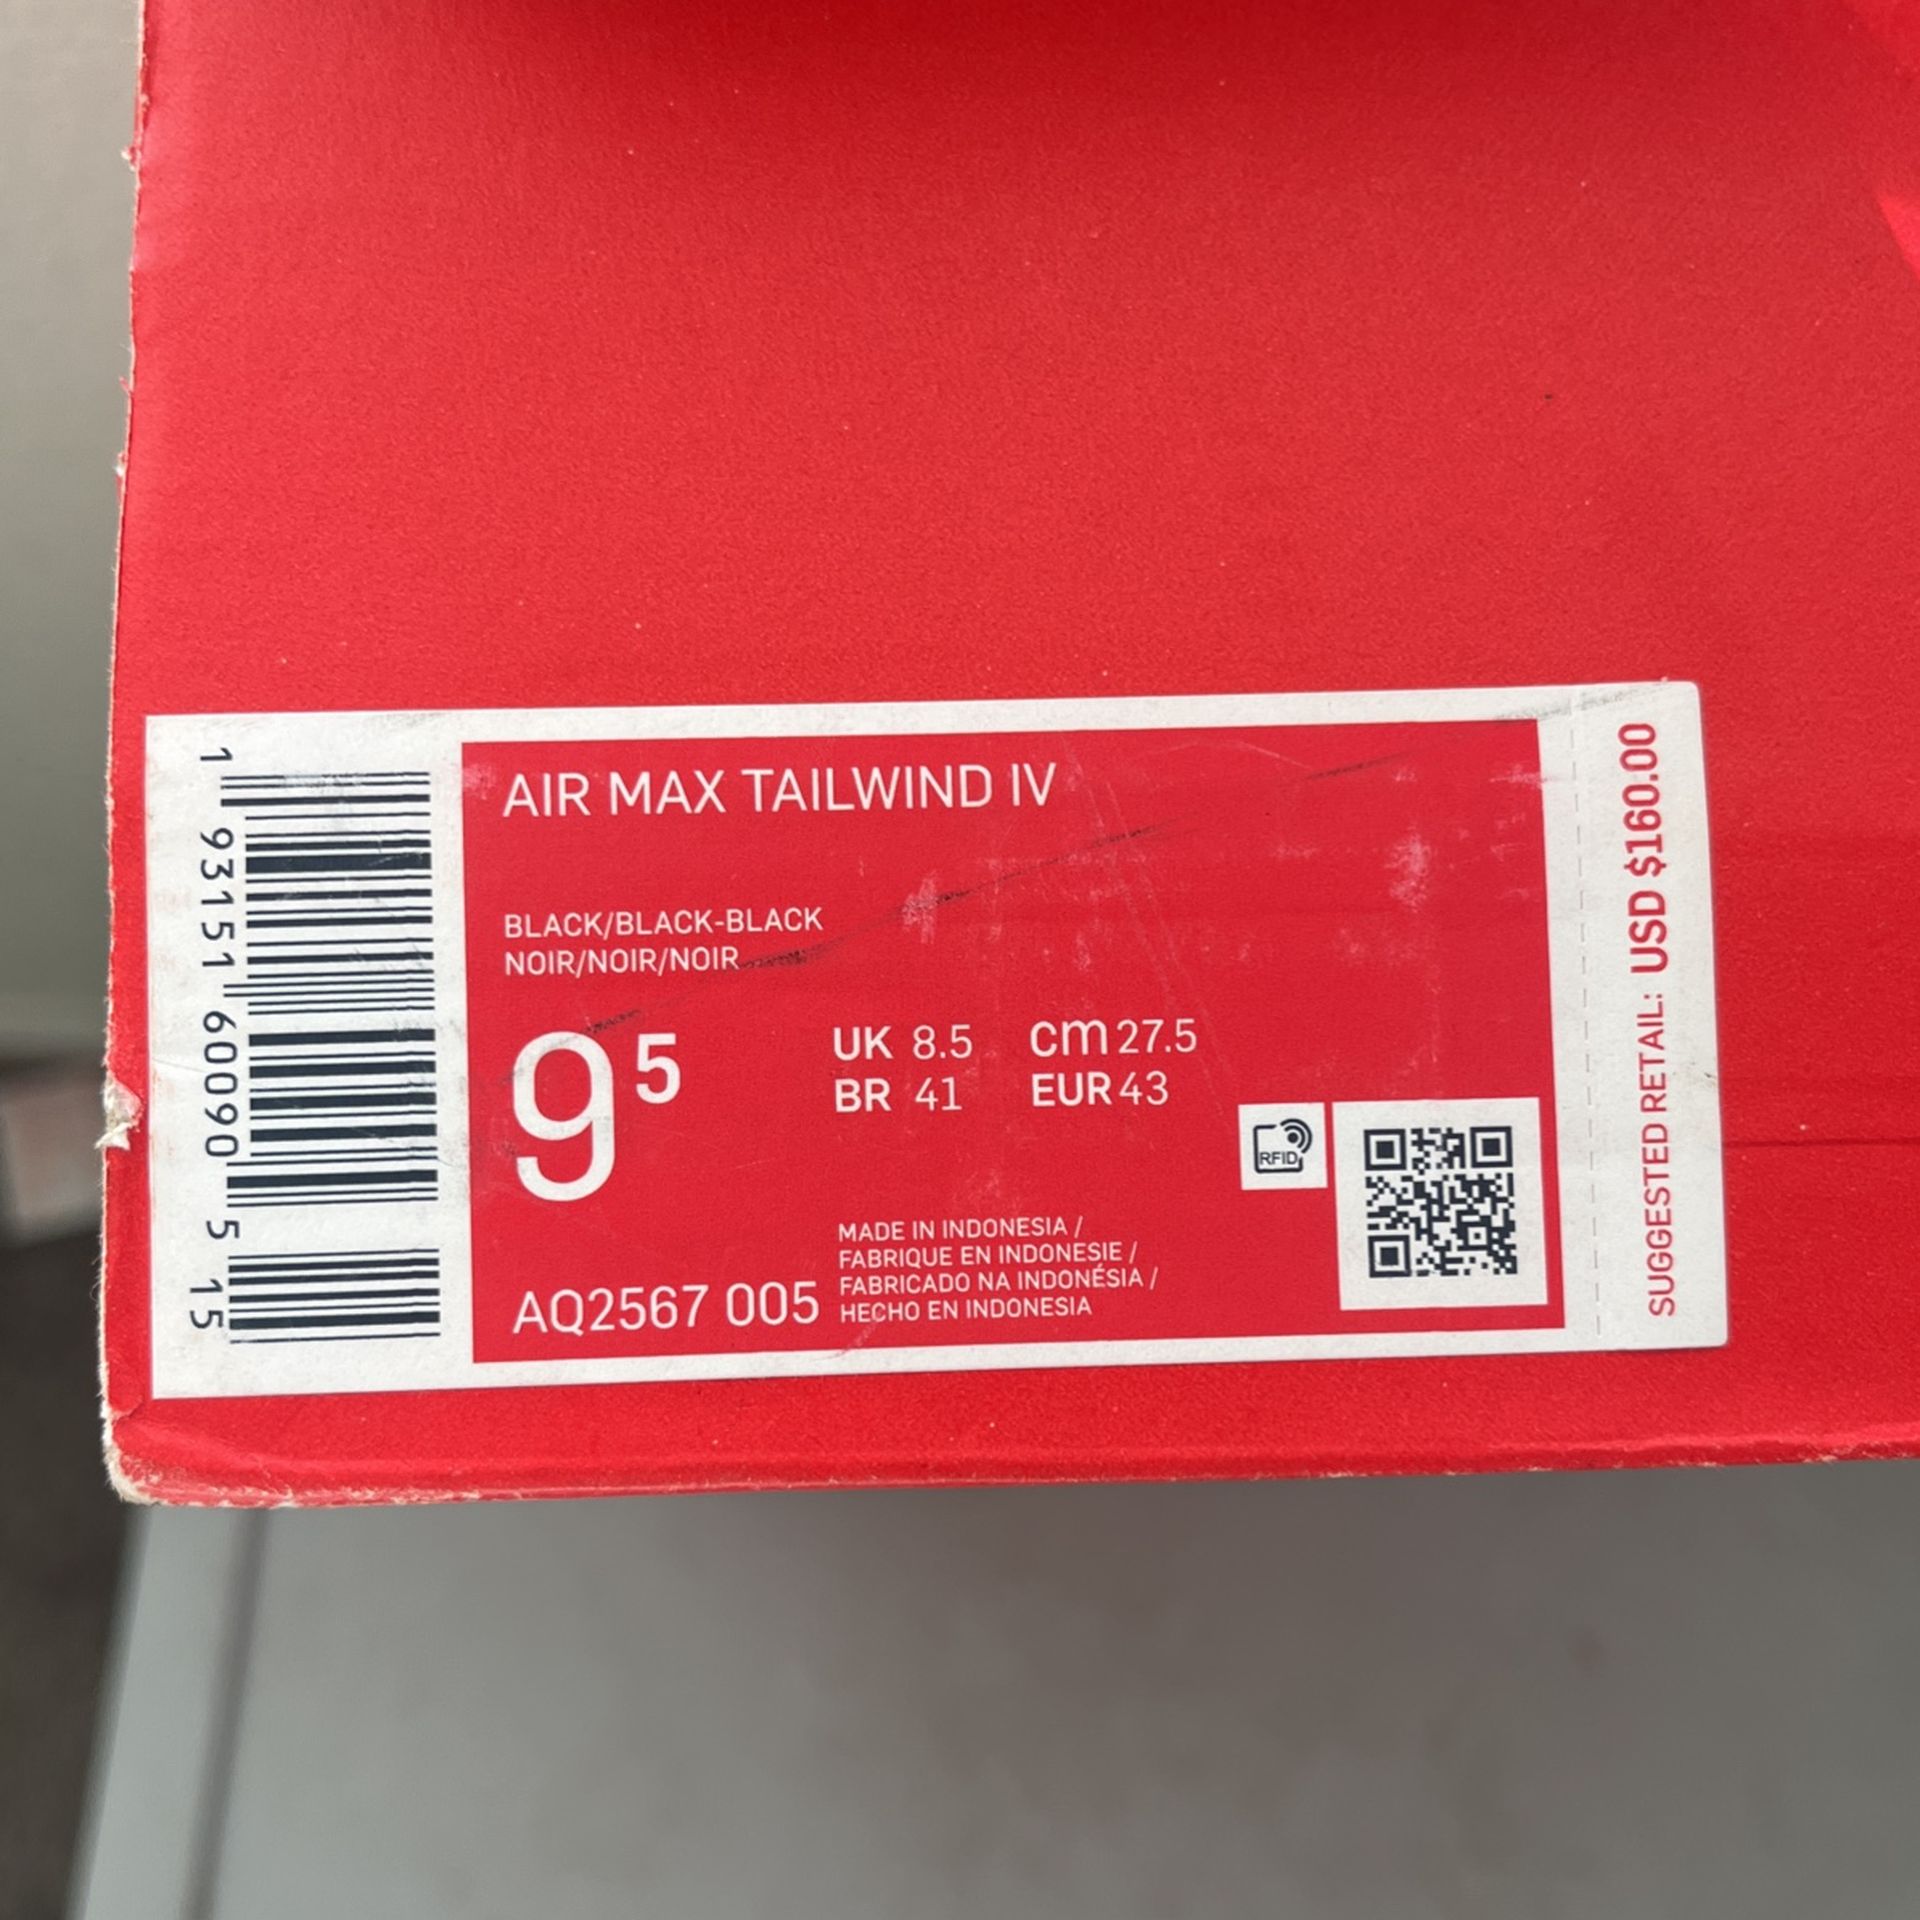 1 93151 60090 5 15
AIR MAX TAILWIND IV
BLACK/BLACK-BLACK
NOIR/NOIR/NOIR
9 5
UK 8.5 cm 27.5
BR 41 EUR 43
RFID
AQ2567 005
MADE IN INDONESIA /
FABRIQUE EN INDONESIE /
FABRICADO NA INDONÉSIA /
HECHO EN INDONESIA
SUGGESTED RETAIL: USD $160.00